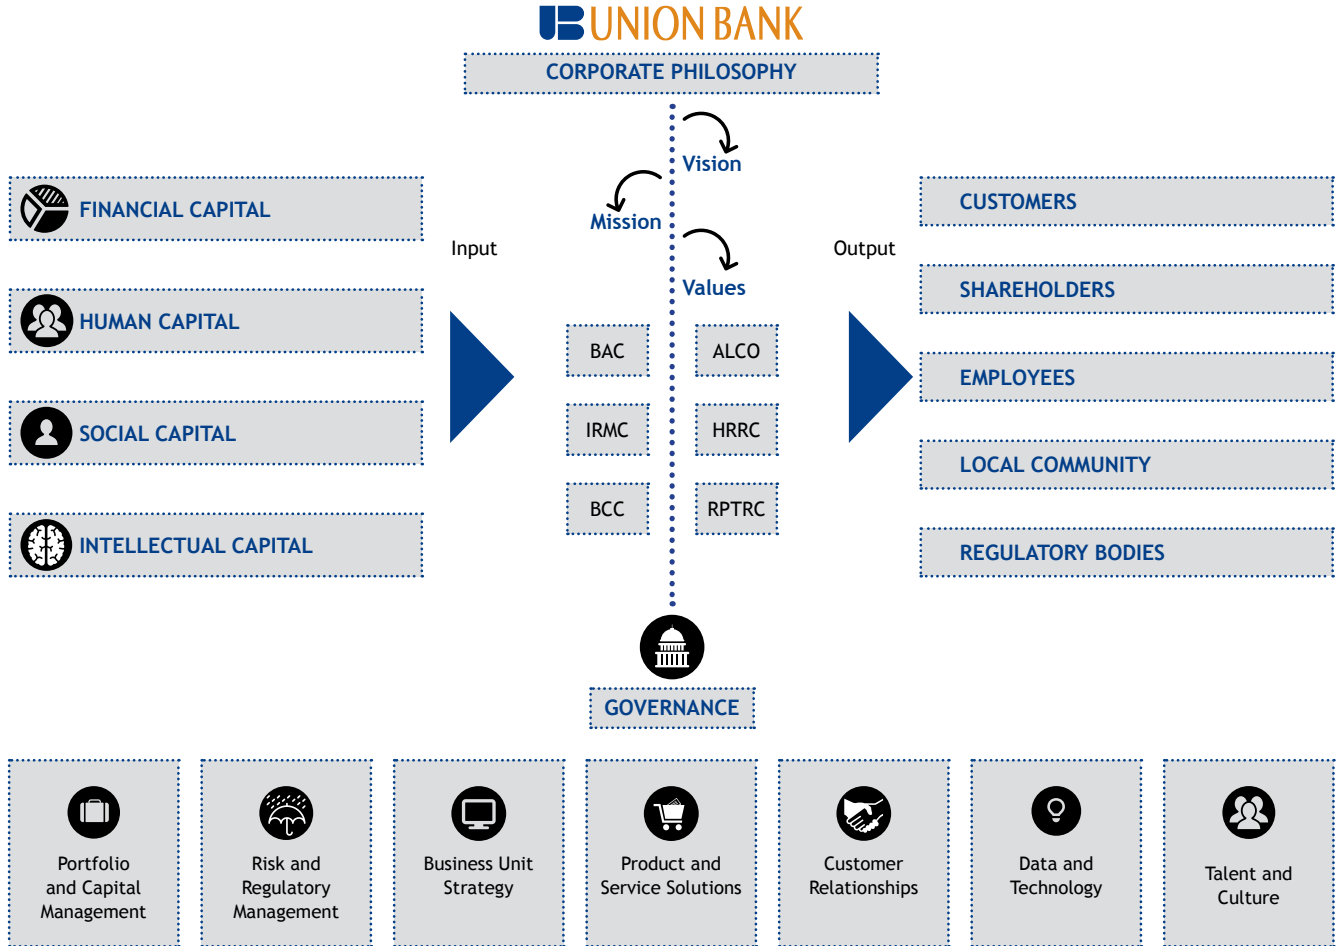 UNION BANK
CORPORATE PHILOSOPHY
Vision
Mission
Values
FINANCIAL CAPITAL
HUMAN CAPITAL
SOCIAL CAPITAL
INTELLECTUAL CAPITAL
Input
BAC
ALCO
IRMC
HRRC
BCC
RPTRC
Output
CUSTOMERS
SHAREHOLDERS
EMPLOYEES
LOCAL COMMUNITY
REGULATORY BODIES
GOVERNANCE
Portfolio
and Capital
Management
Risk and
Regulatory
Management
Business Unit
Strategy
Product and
Service Solutions
Customer
Relationships
Data and
Technology
Talent and
Culture